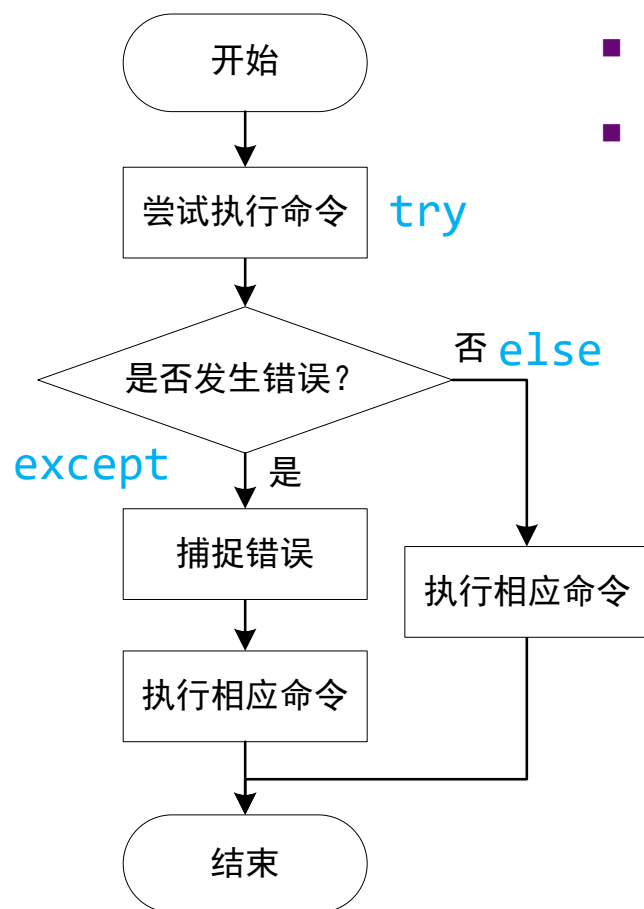 开始
尝试执行命令 try
是否发生错误?
否 else
except
是
捕捉错误
执行相应命令
执行相应命令
结束